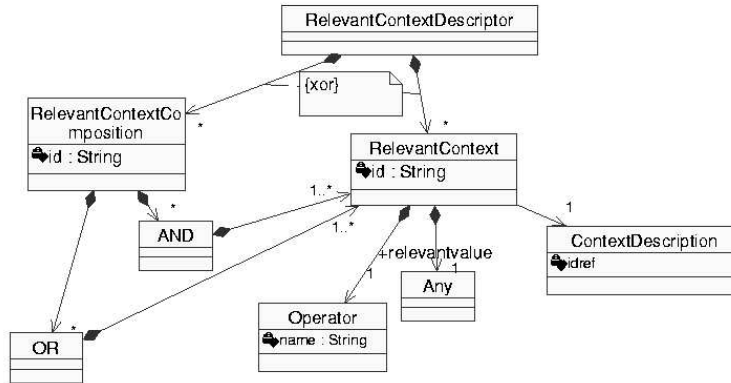 RelevantContextDescriptor
{xor}
RelevantContextCo
mposition
id : String
*
*
RelevantContext
id : String
1..*
*
AND
1..*
1
ContextDescription
idref
+relevantvalue
1
1
Any
Operator
name : String
OR
*